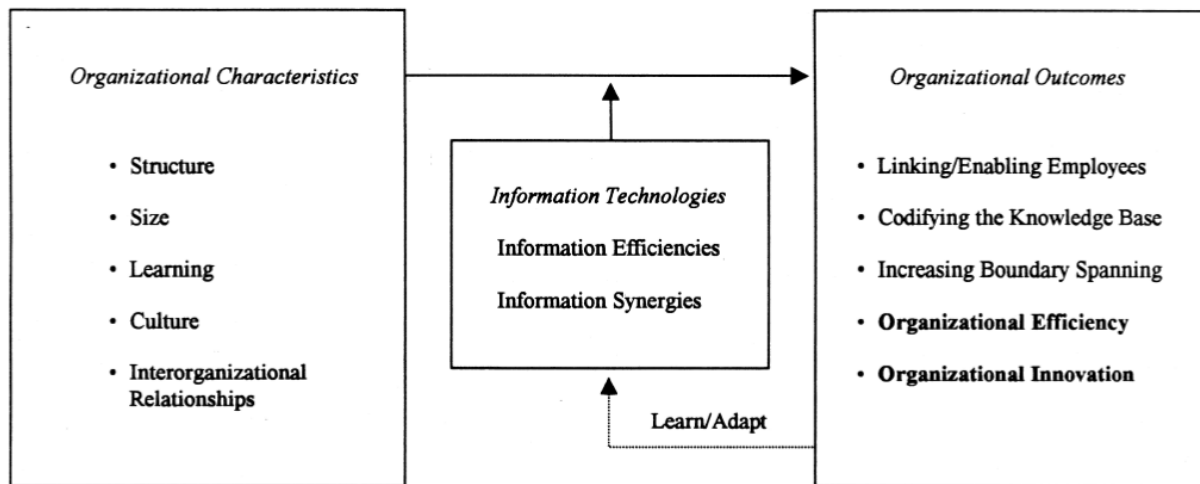 Organizational Characteristics
• Structure
• Size
• Learning
• Culture
• Interorganizational
Relationships
Information Technologies
Information Efficiencies
Information Synergies
Learn/Adapt
Organizational Outcomes
• Linking/Enabling Employees
• Codifying the Knowledge Base
• Increasing Boundary Spanning
• Organizational Efficiency
• Organizational Innovation